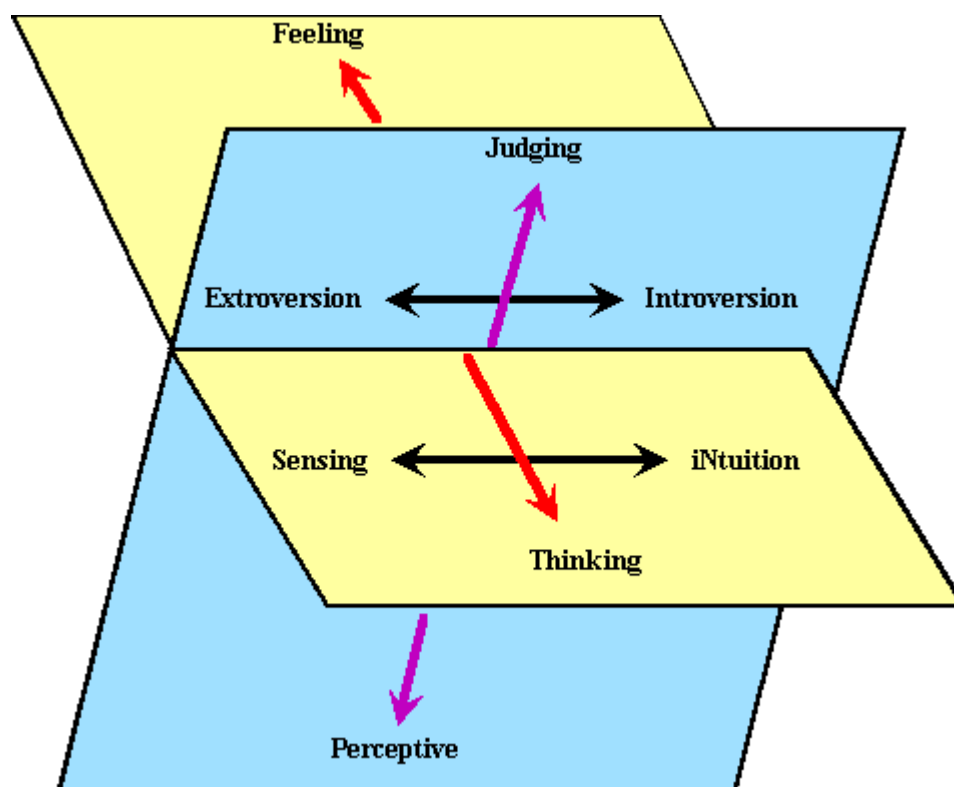 Feeling
Judging
Extroversion
Introversion
Sensing
iNtuition
Thinking
Perceptive